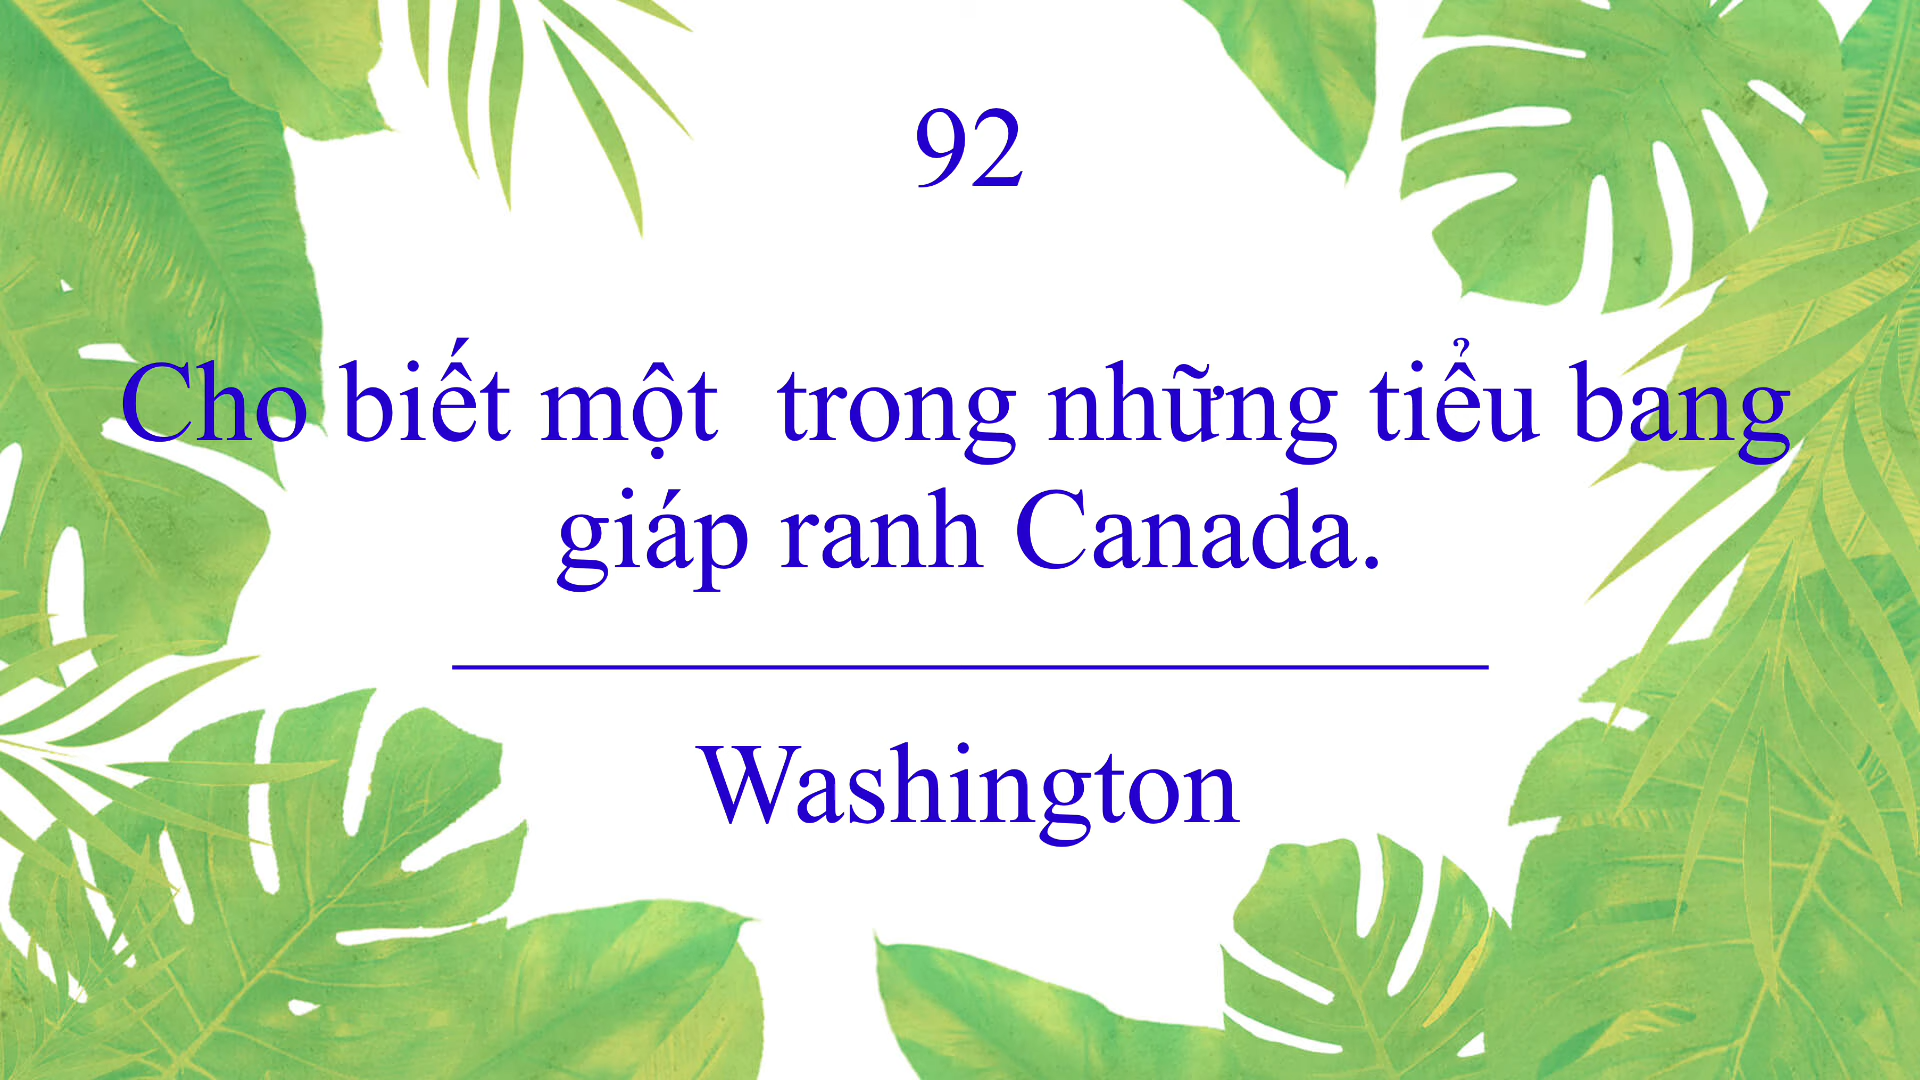 92
Cho biết một  trong những tiểu bang
giáp ranh Canada.
Washington